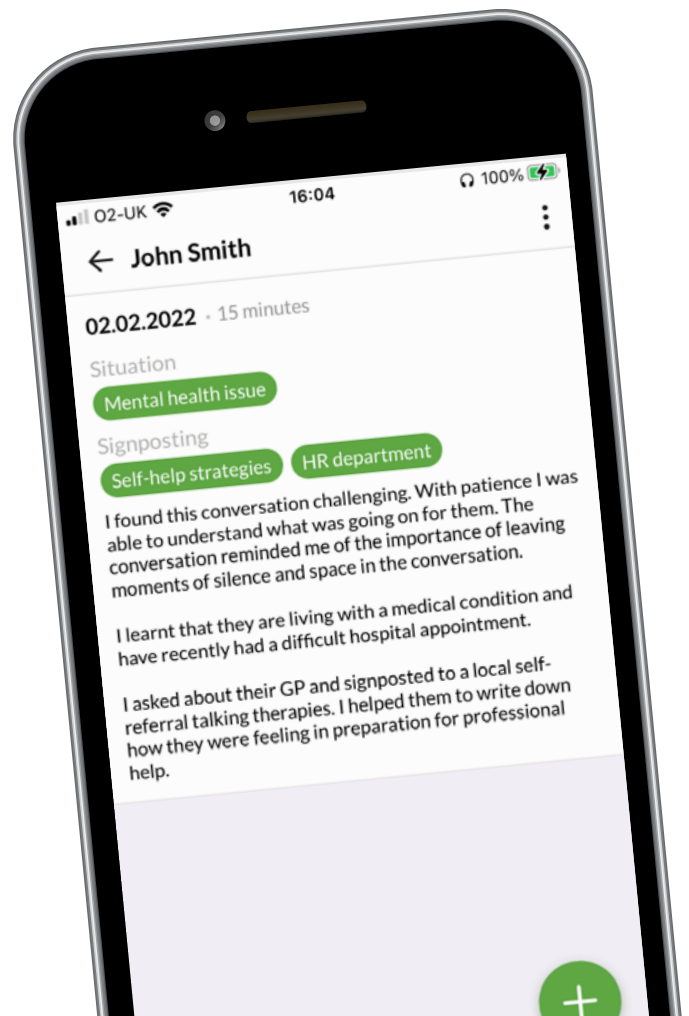 O2-UK 16:04 100%
John Smith
02.02.2022 • 15 minutes
Situation
Mental health issue
Signposting
Self-help strategies HR department
I found this conversation challenging. With patience I was
able to understand what was going on for them. The
conversation reminded me of the importance of leaving
moments of silence and space in the conversation.
I learnt that they are living with a medical condition and
have recently had a difficult hospital appointment.
I asked about their GP and signposted to a local self-
referral talking therapies. I helped them to write down
how they were feeling in preparation for professional
help.